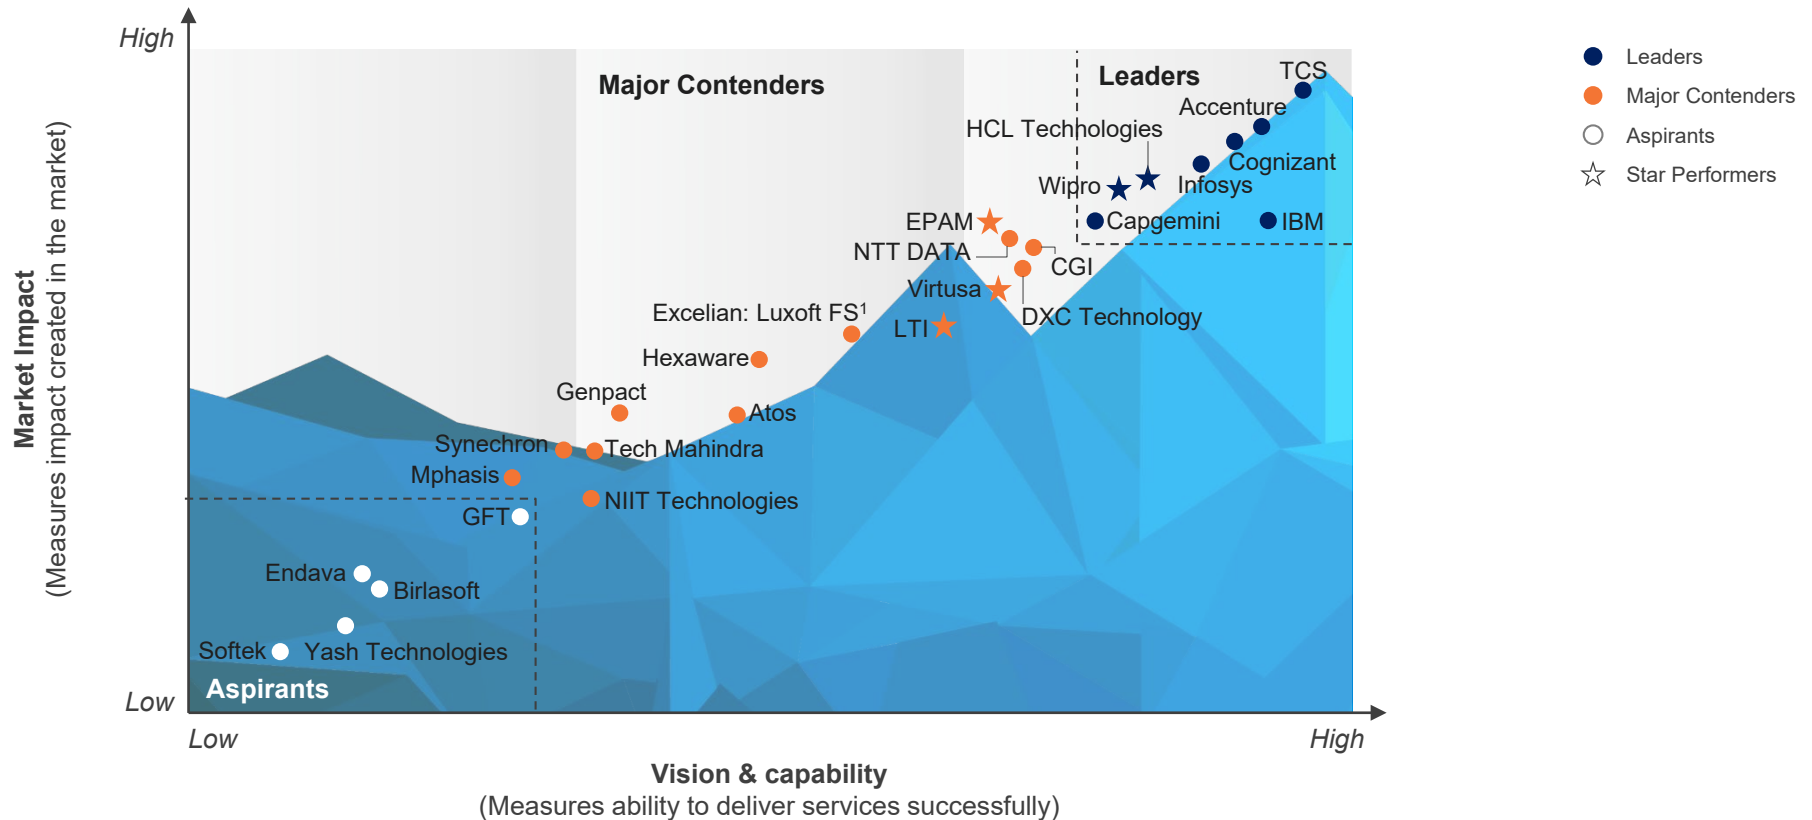 High
Major Contenders
Leaders
TCS
Accenture
HCL Technologies
Cognizant
Wipro
Infosys
EPAM
Capgemini
IBM
NTT DATA
CGI
Virtusa
Excelian: Luxoft FS¹
LTI
DXC Technology
Hexaware
Genpact
Atos
Synechron
Tech Mahindra
Mphasis
NIIT Technologies
GFT
Endava
Birlasoft
Softek
Yash Technologies
Aspirants
Low
Low
High
Market Impact
(Measures impact created in the market)
Vision & capability
(Measures ability to deliver services successfully)
Leaders
Major Contenders
Aspirants
Star Performers